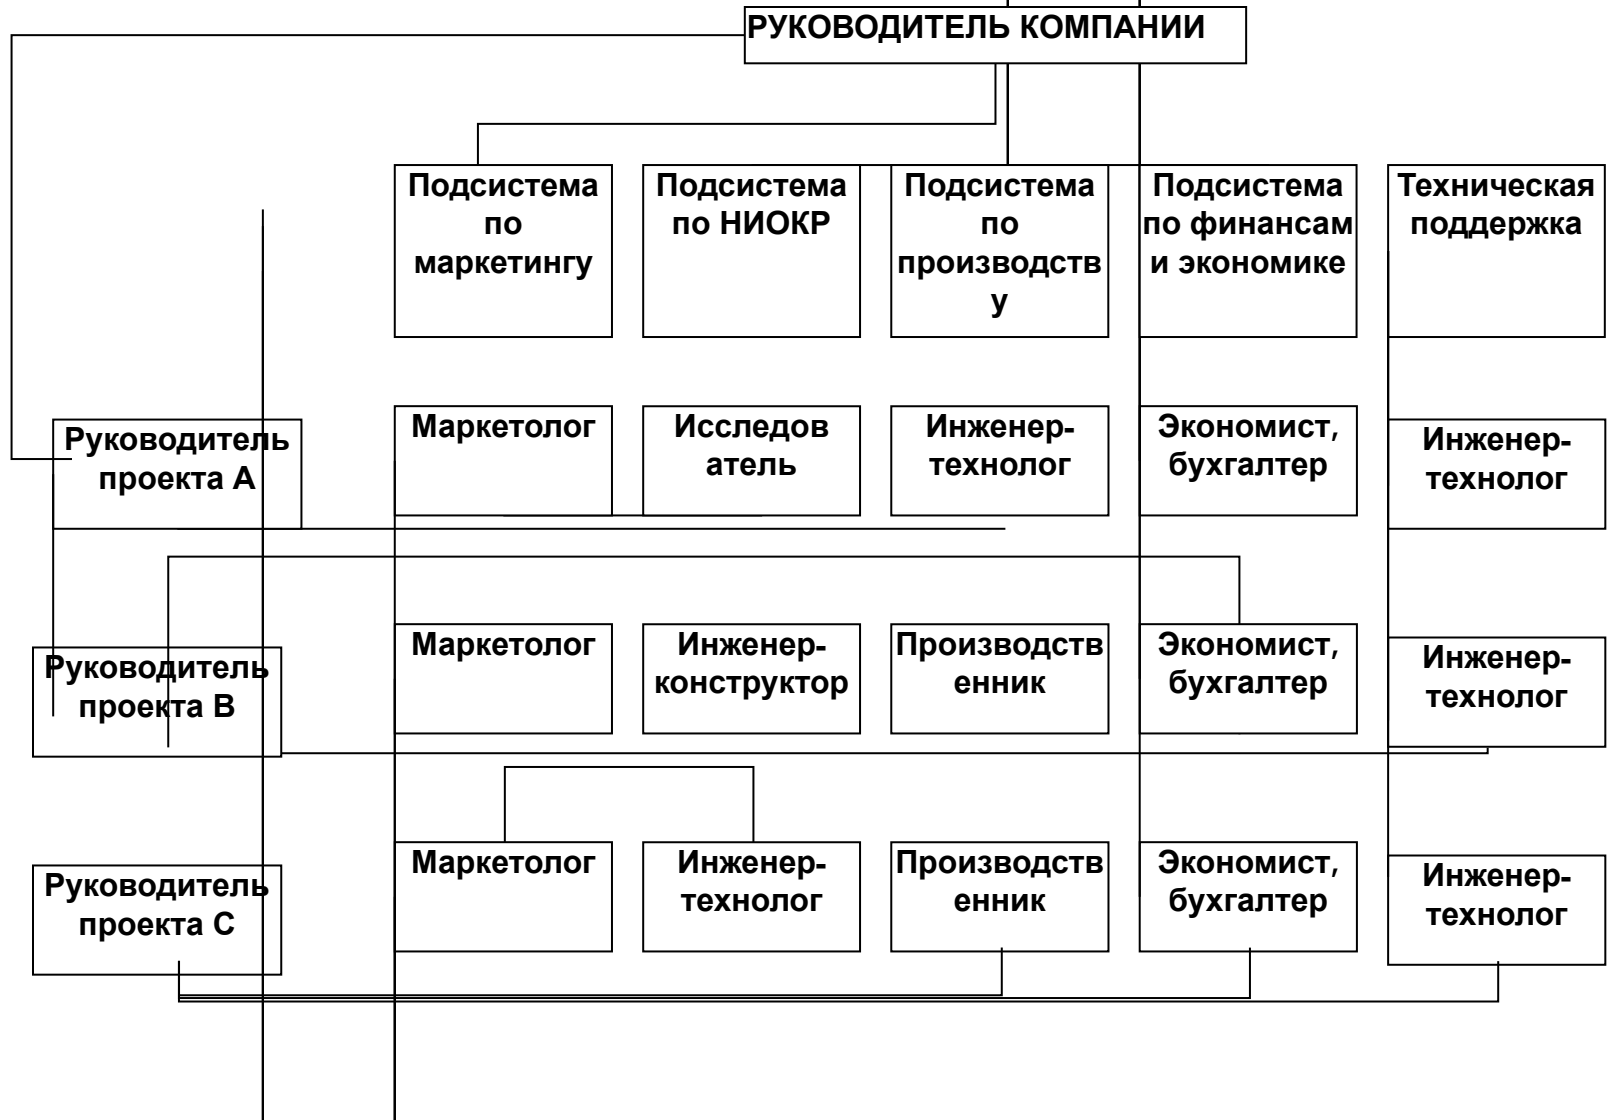 РУКОВОДИТЕЛЬ КОМПАНИИ
Подсистема
по
маркетингу
Подсистема
по НИОКР
Подсистема
по
производств
у
Подсистема
по финансам
и экономике
Техническая
поддержка
Руководитель
проекта А
Маркетолог
Исследов
атель
Инженер-
технолог
Экономист,
бухгалтер
Инженер-
технолог
Руководитель
проекта В
Маркетолог
Инженер-
конструктор
Производств
енник
Экономист,
бухгалтер
Инженер-
технолог
Руководитель
проекта С
Маркетолог
Инженер-
технолог
Производств
енник
Экономист,
бухгалтер
Инженер-
технолог